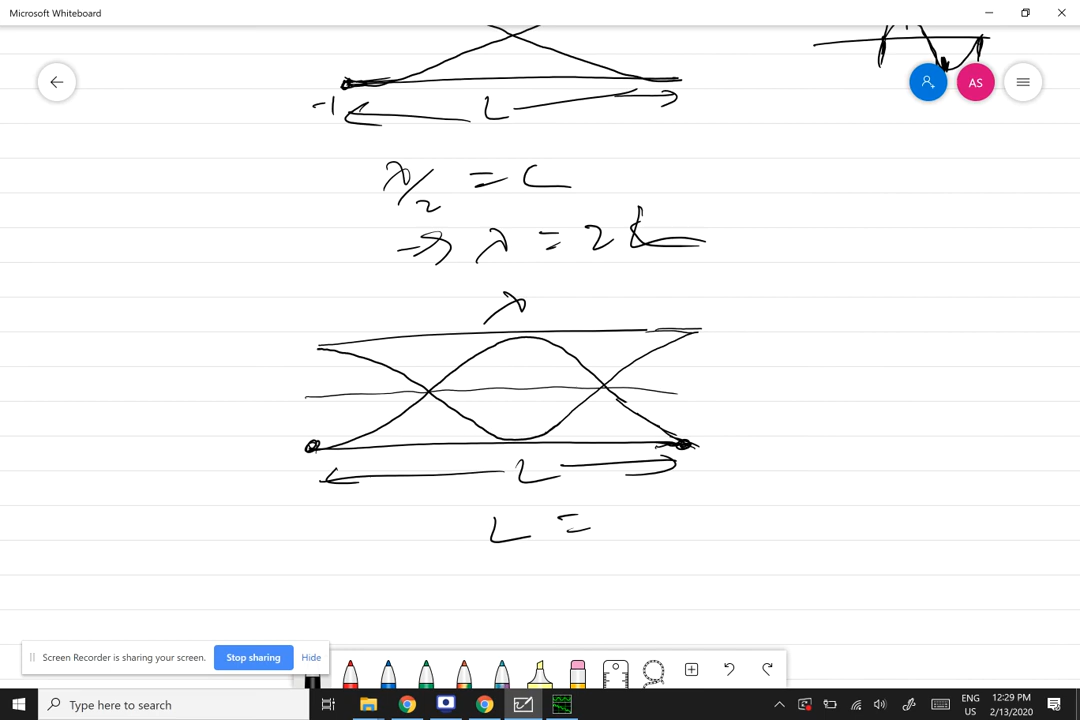 Microsoft Whiteboard
AS
-1
L
λ/2 = L
⇒ λ = 2L
λ
L
L =
Screen Recorder is sharing your screen. Stop sharing Hide
Type here to search
ENG
US
12:29 PM
2/13/2020